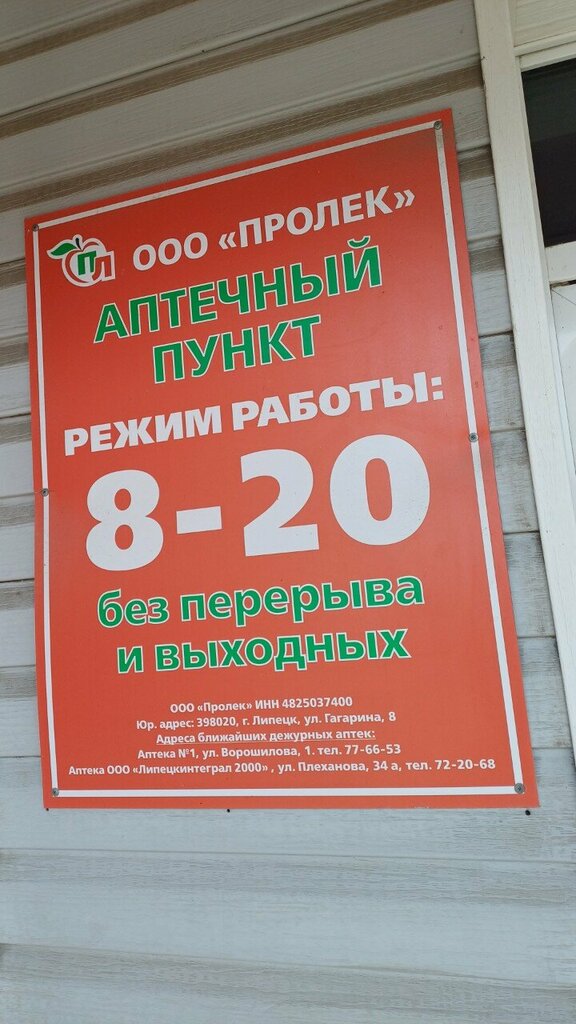 ПЛ ООО «ПРОЛЕК»
АПТЕЧНЫЙ
ПУНКТ
РЕЖИМ РАБОТЫ:
8-20
без перерыва
и выходных
ООО «Пролек» ИНН 4825037400
Юр. адрес: 398020, г. Липецк, ул. Гагарина, 8
Адреса ближайших дежурных аптек:
Аптека №1, ул. Ворошилова, 1. тел. 77-66-53
Аптека ООО «Липецкинтеграл 2000» , ул. Плеханова, 34 а, тел. 72-20-68